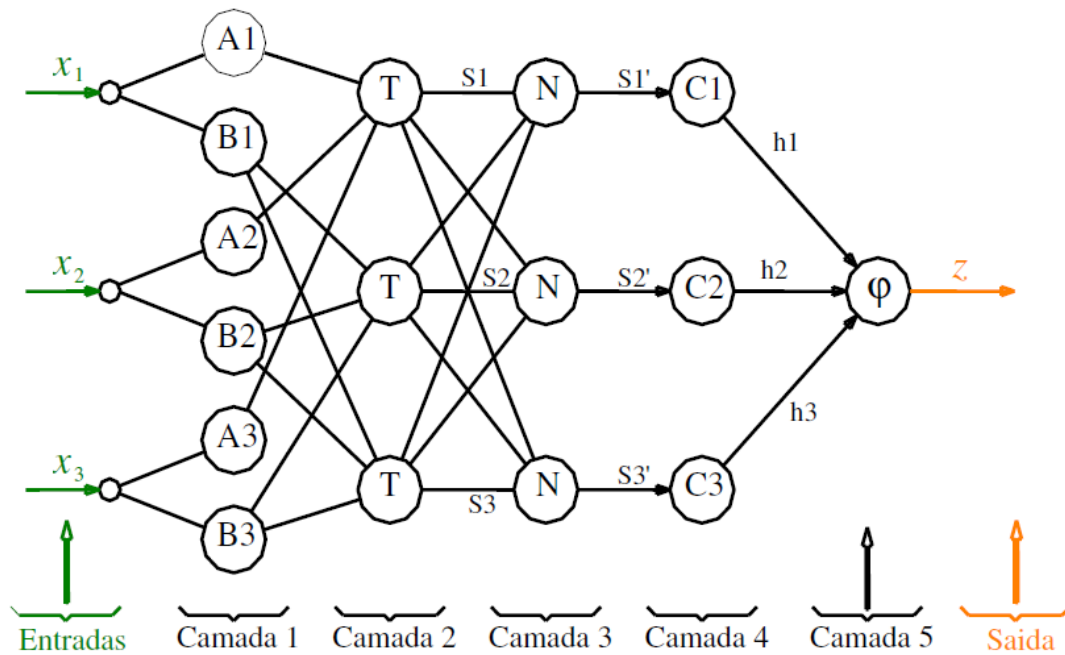 A1
x₁
T
S1
N
S1'
C1
B1
h1
A2
x₂
T
S2
N
S2'
C2
h2
φ
z
B2
A3
h3
x₃
T
S3
N
S3'
C3
B3
Entradas
Camada 1
Camada 2
Camada 3
Camada 4
Camada 5
Saida